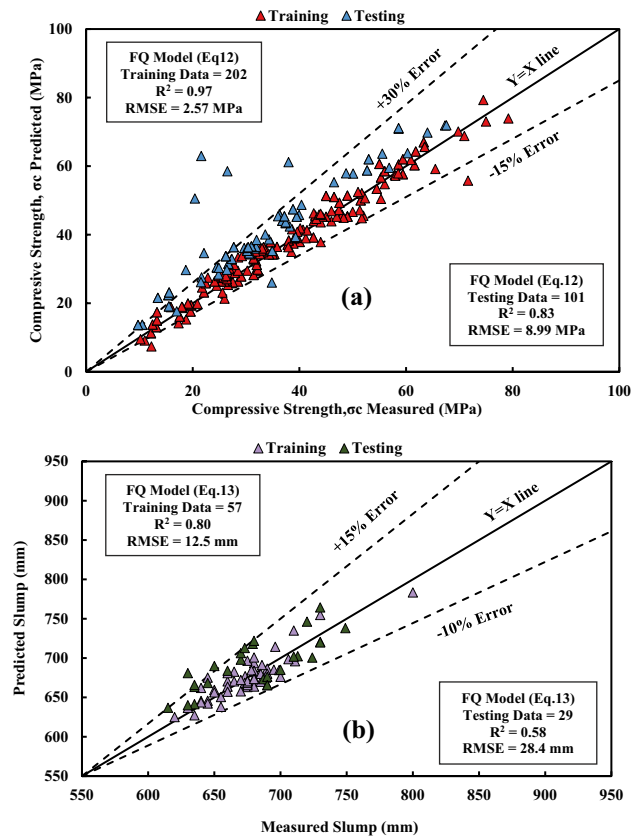 Training Testing
100
80
60
40
20
0
Compressive Strength, σc Predicted (MPa)
FQ Model (Eq12)
Training Data = 202
R² = 0.97
RMSE = 2.57 MPa
+30% Error
Y=X line
-15% Error
(a)
FQ Model (Eq.12)
Testing Data = 101
R² = 0.83
RMSE = 8.99 MPa
0 20 40 60 80 100
Compressive Strength,σc Measured (MPa)
Training Testing
950
900
850
800
750
700
650
600
550
Predicted Slump (mm)
FQ Model (Eq.13)
Training Data = 57
R² = 0.80
RMSE = 12.5 mm
+15% Error
Y=X line
-10% Error
(b)
FQ Model (Eq.13)
Testing Data = 29
R² = 0.58
RMSE = 28.4 mm
550 600 650 700 750 800 850 900 950
Measured Slump (mm)